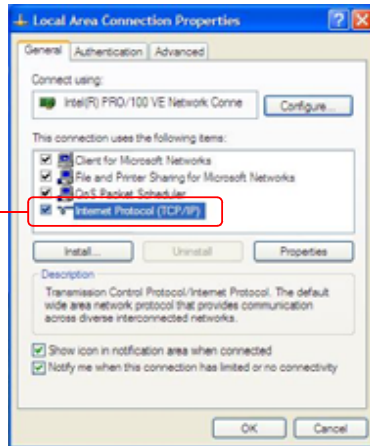 Local Area Connection Properties
General Authentication Advanced
Connect using:
Intel(R) PRO/100 VE Network Conne
Configure...
This connection uses the following items:
Client for Microsoft Networks
File and Printer Sharing for Microsoft Networks
QoS Packet Scheduler
Internet Protocol (TCP/IP)
Install... Uninstall Properties
Description
Transmission Control Protocol/Internet Protocol. The default
wide area network protocol that provides communication
across diverse interconnected networks.
Show icon in notification area when connected
Notify me when this connection has limited or no connectivity
OK Cancel